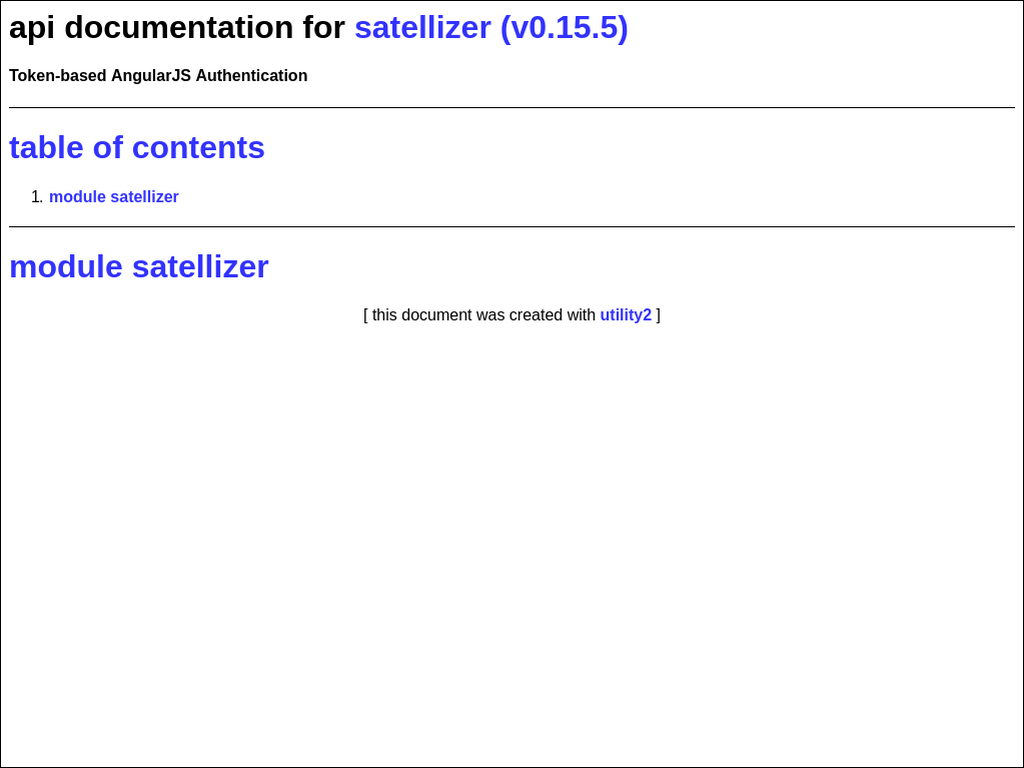 api documentation for satellizer (v0.15.5)
Token-based AngularJS Authentication
table of contents
1. module satellizer
module satellizer
[ this document was created with utility2 ]